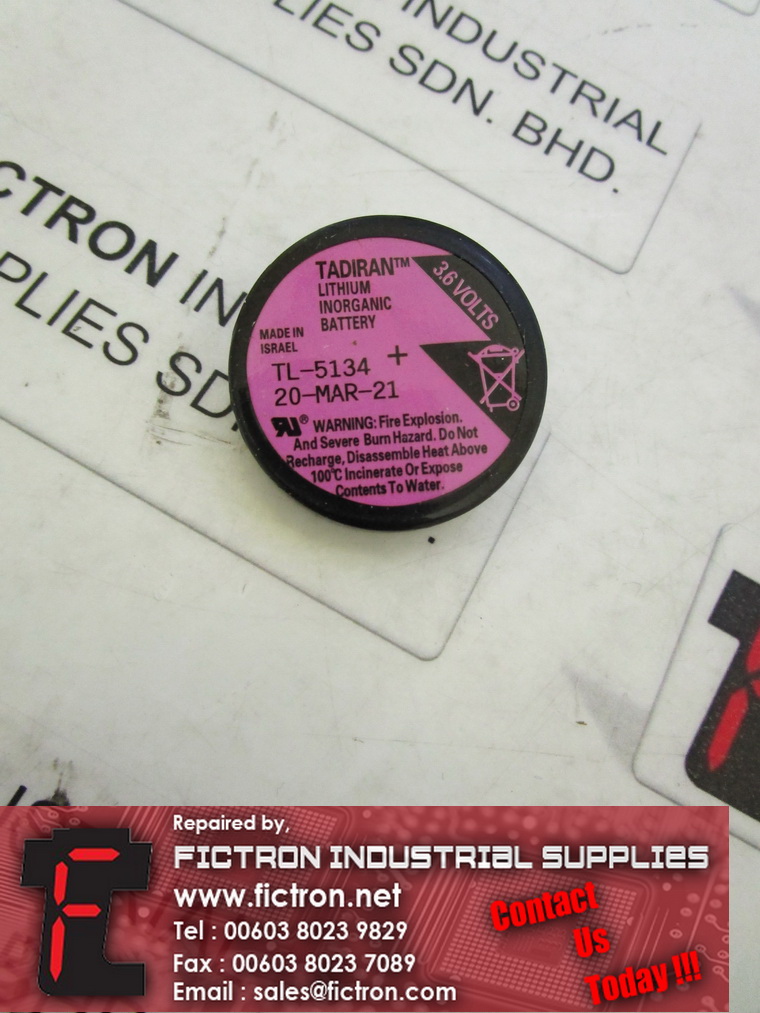 INDUSTRIAL
LIES SDN. BHD.
CTRON IN
PLIES SD
TADIRAN™
LITHIUM
INORGANIC
BATTERY
3.6 VOLTS
MADE IN
ISRAEL
+
TL-5134
20-MAR-21
WARNING: Fire Explosion.
And Severe Burn Hazard. Do Not
Recharge, Disassemble Heat Above
100°C Incinerate Or Expose
Contents To Water.
Repaired by,
FICTRON INDUSTRIAL SUPPLIES
www.fictron.net
Tel : 00603 8023 9829
Fax : 00603 8023 7089
Email : sales@fictron.com
Contact
Us
Today !!!